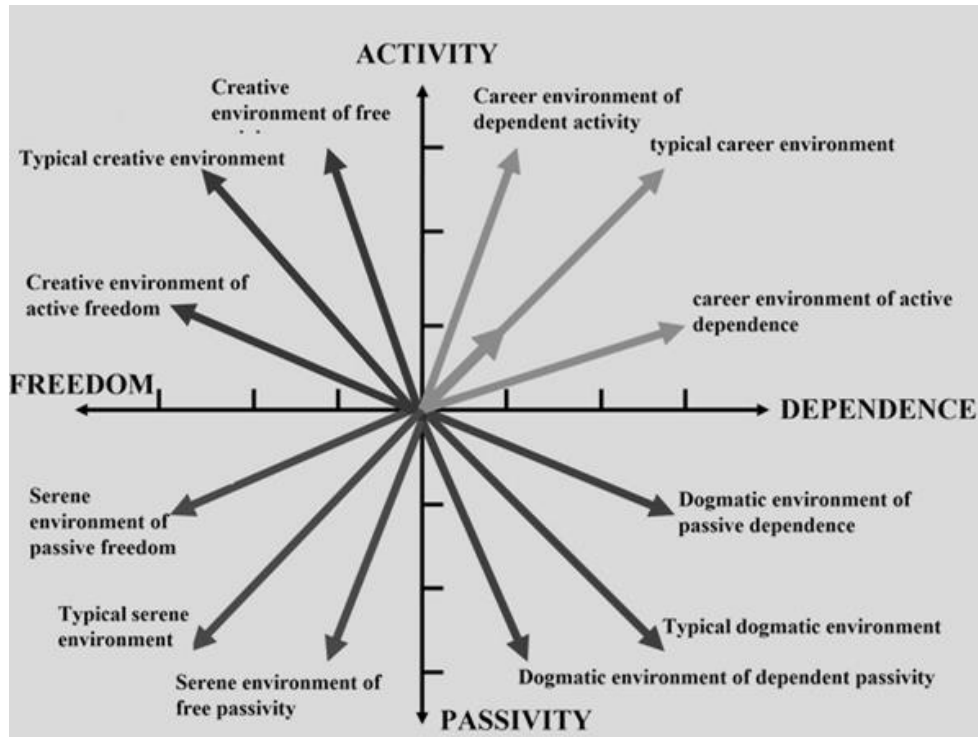 ACTIVITY
Creative
environment of free
Career environment of
dependent activity
Typical creative environment
typical career environment
Creative environment of
active freedom
career environment of active
dependence
FREEDOM
DEPENDENCE
Serene
environment of
passive freedom
Dogmatic environment of
passive dependence
Typical serene
environment
Typical dogmatic environment
Serene environment of
free passivity
Dogmatic environment of dependent passivity
PASSIVITY